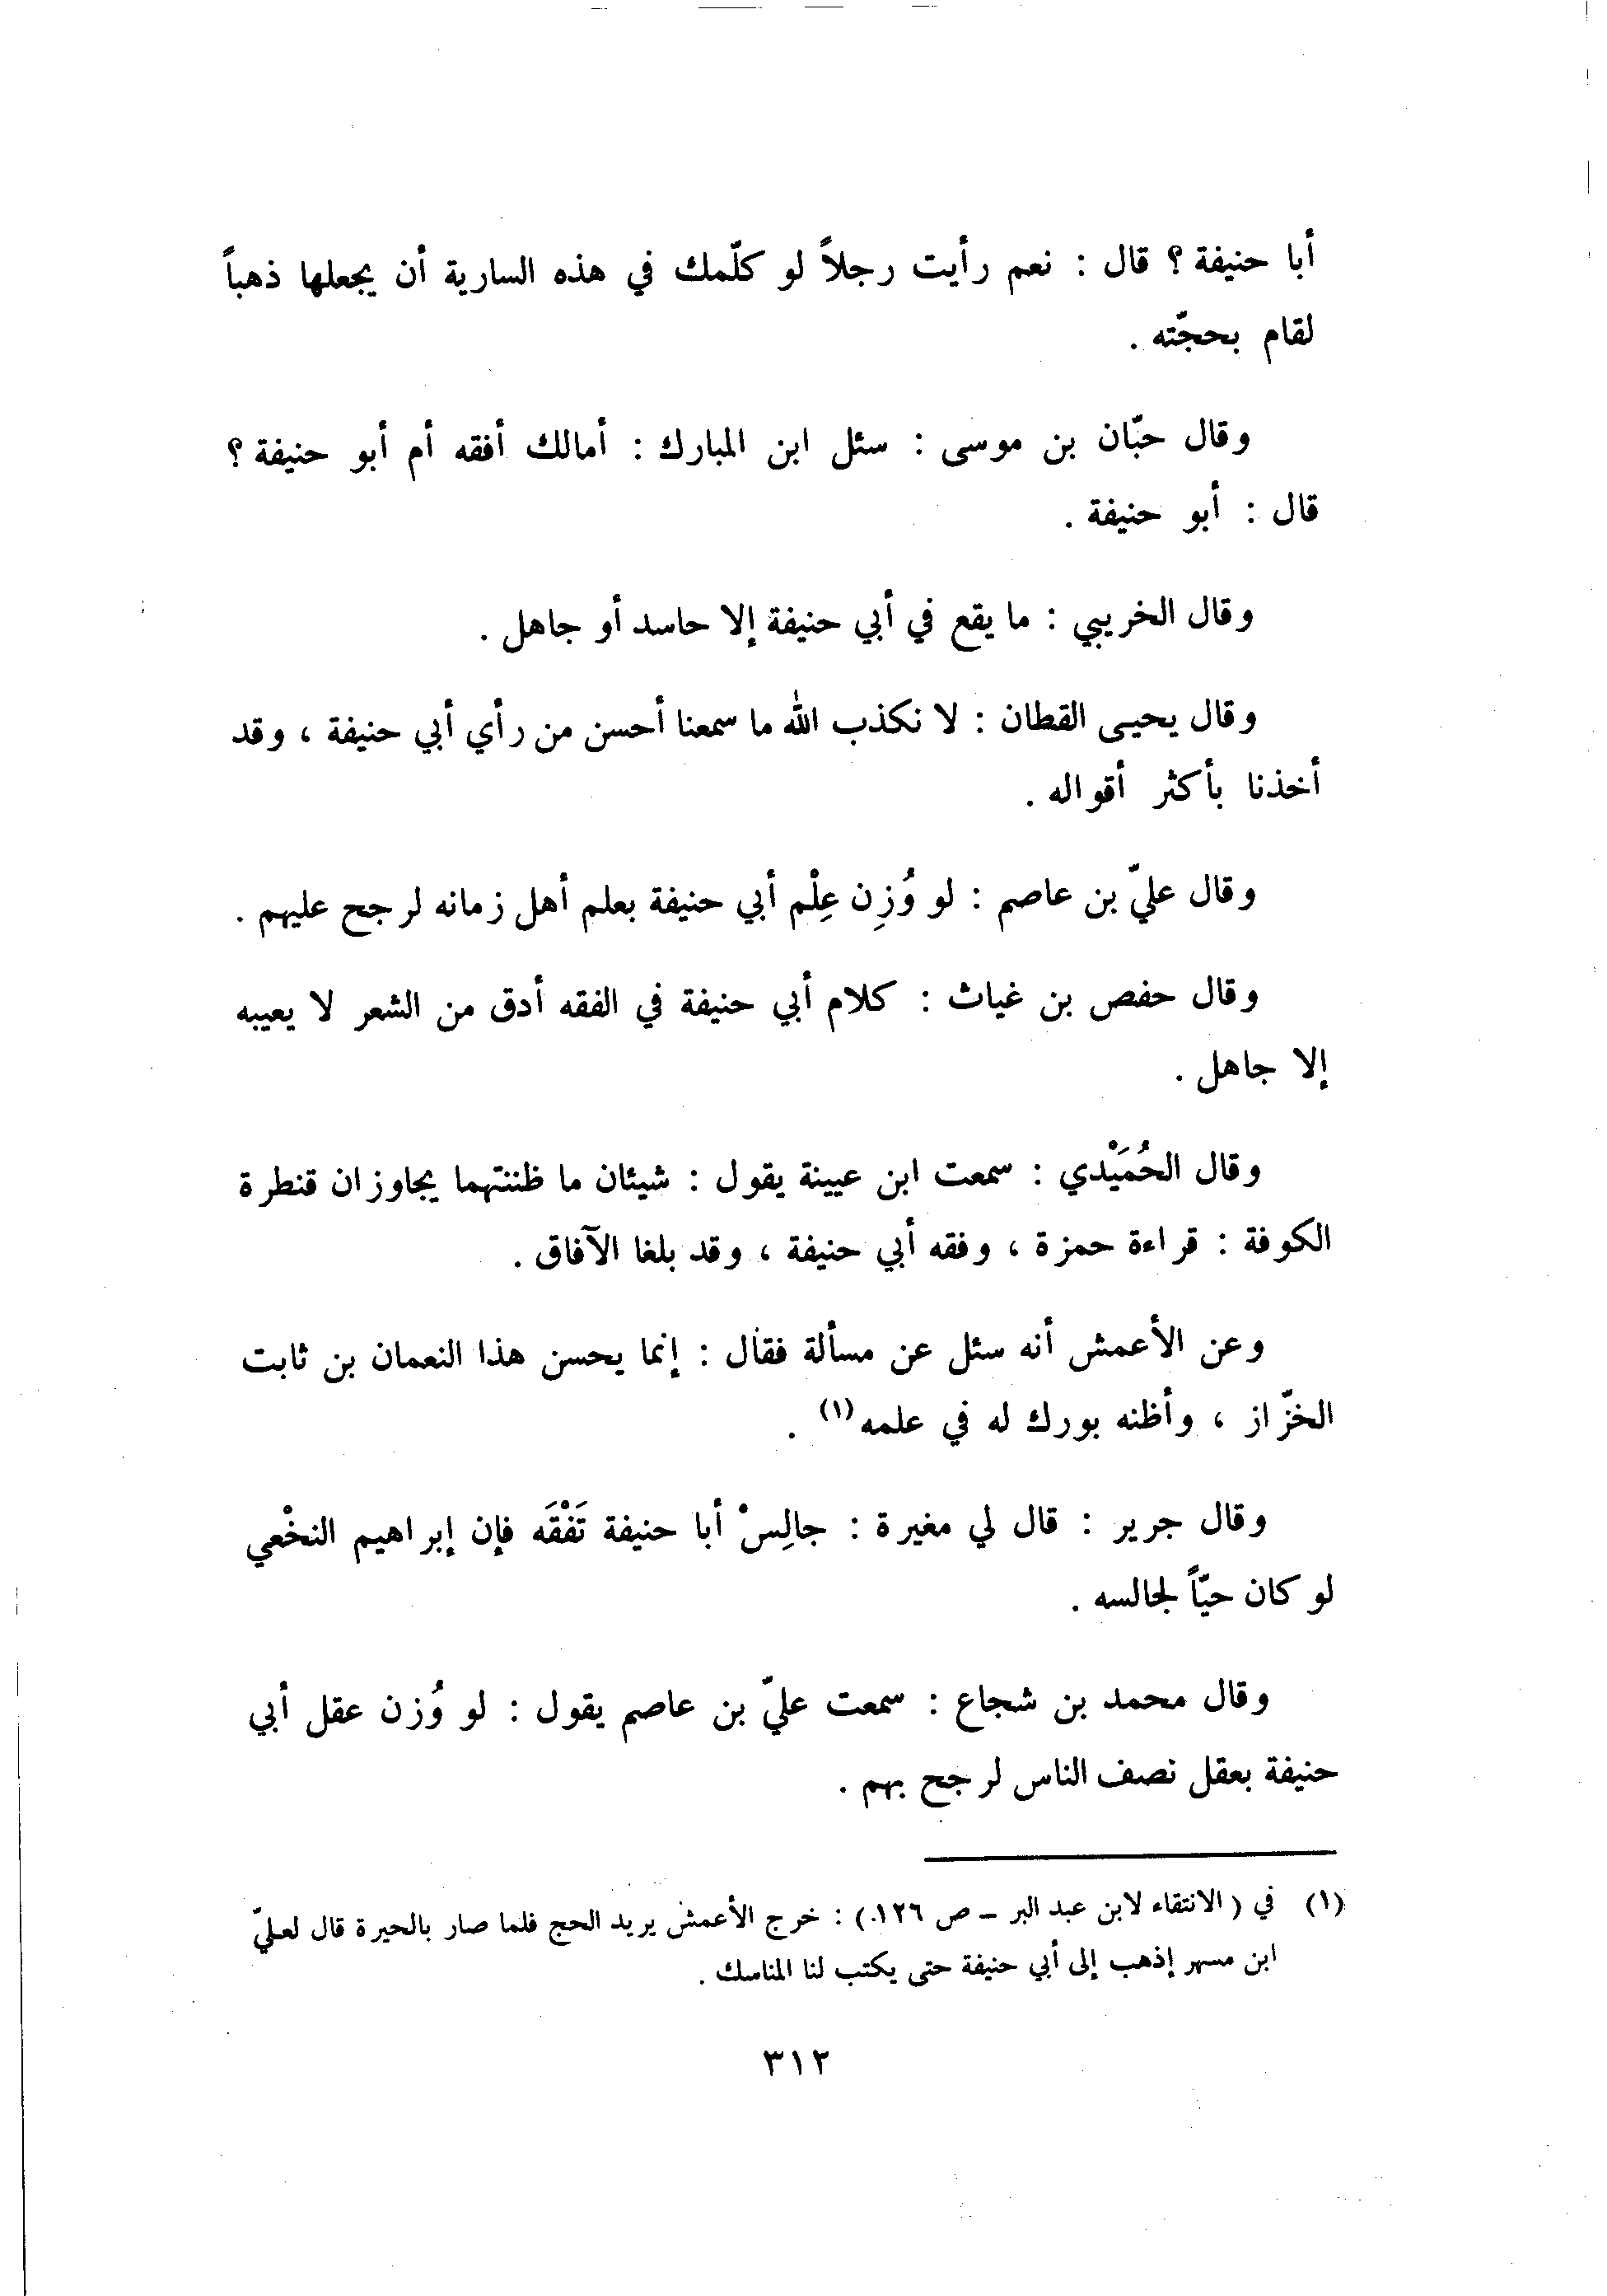 أبا حنيفة ؟ قال : نعم رأيت رجلاً لو كلّمك في هذه السارية أن يجعلها ذهباً
لقام بحجّته .
وقال حبّان بن موسى : سئل ابن المبارك : أمالك أفقه أم أبو حنيفة ؟
قال : أبو حنيفة .
وقال الخريبي : ما يقع في أبي حنيفة إلا حاسد أو جاهل .
وقال يحيى القطان : لا نكذب الله ما سمعنا أحسن من رأي أبي حنيفة ، وقد
أخذنا بأكثر أقواله .
وقال عليّ بن عاصم : لو وُزِن عِلْم أبي حنيفة بعلم أهل زمانه لرجح عليهم .
وقال حفص بن غياث : كلام أبي حنيفة في الفقه أدق من الشعر لا يعيبه
إلا جاهل .
وقال الحُمَيْدي : سمعت ابن عيينة يقول : شيئان ما ظننتهما يجاوزان قنطرة
الكوفة : قراءة حمزة ، وفقه أبي حنيفة ، وقد بلغا الآفاق .
وعن الأعمش أنه سئل عن مسألة فقال : إنما يحسن هذا النعمان بن ثابت
الخزّاز ، وأظنه بورك له في علمه (١) .
وقال جرير : قال لي مغيرة : جالِسْ أبا حنيفة تَفْقَه فإن إبراهيم النخْعي
لو كان حيّاً لجالسه .
وقال محمد بن شجاع : سمعت عليّ بن عاصم يقول : لو وُزن عقل أبي
حنيفة بعقل نصف الناس لرجح بهم .
(١) في ( الانتقاء لابن عبد البر – ص ١٢٦.) : خرج الأعمش يريد الحج فلما صار بالحيرة قال لعليّ
ابن مسهر إذهب إلى أبي حنيفة حتى يكتب لنا المناسك .
٣١٢